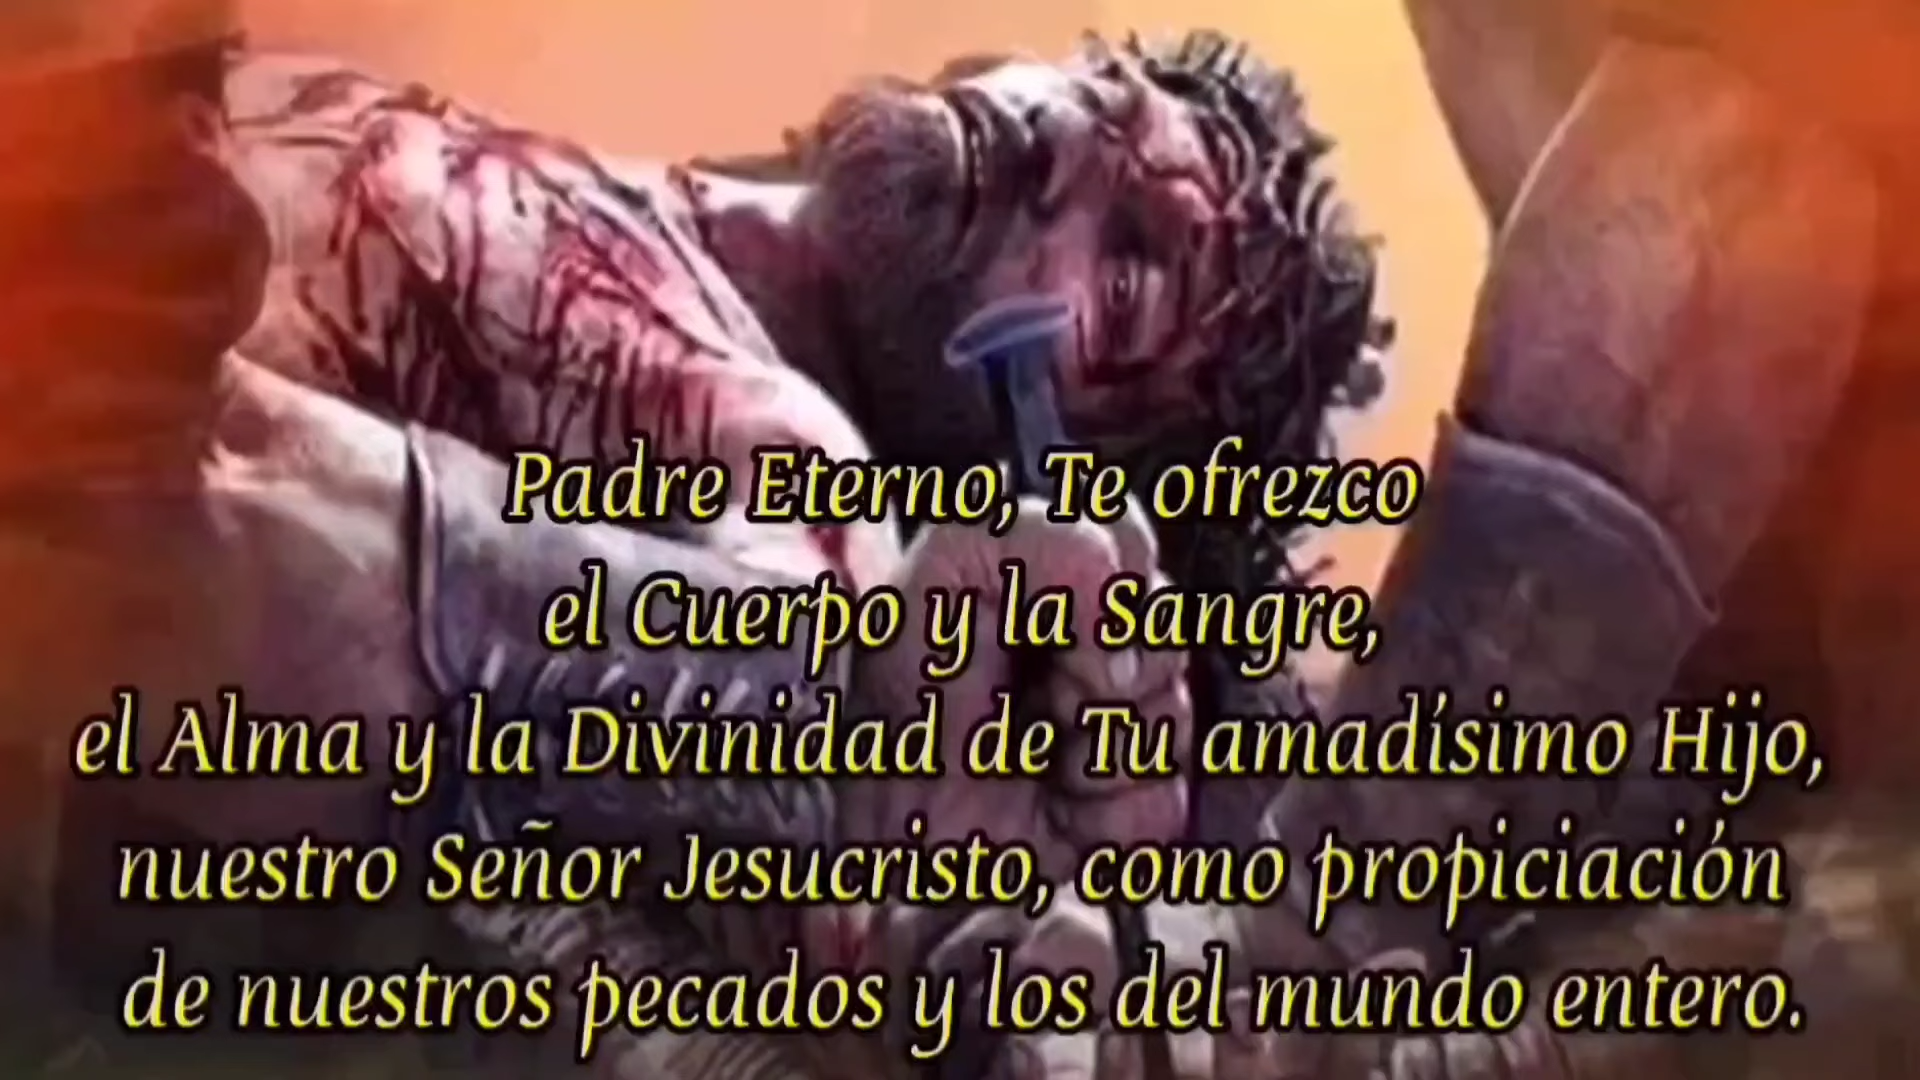 Padre Eterno, Te ofrezco
el Cuerpo y la Sangre,
el Alma y la Divinidad de Tu amadísimo Hijo,
nuestro Señor Jesucristo, como propiciación
de nuestros pecados y los del mundo entero.